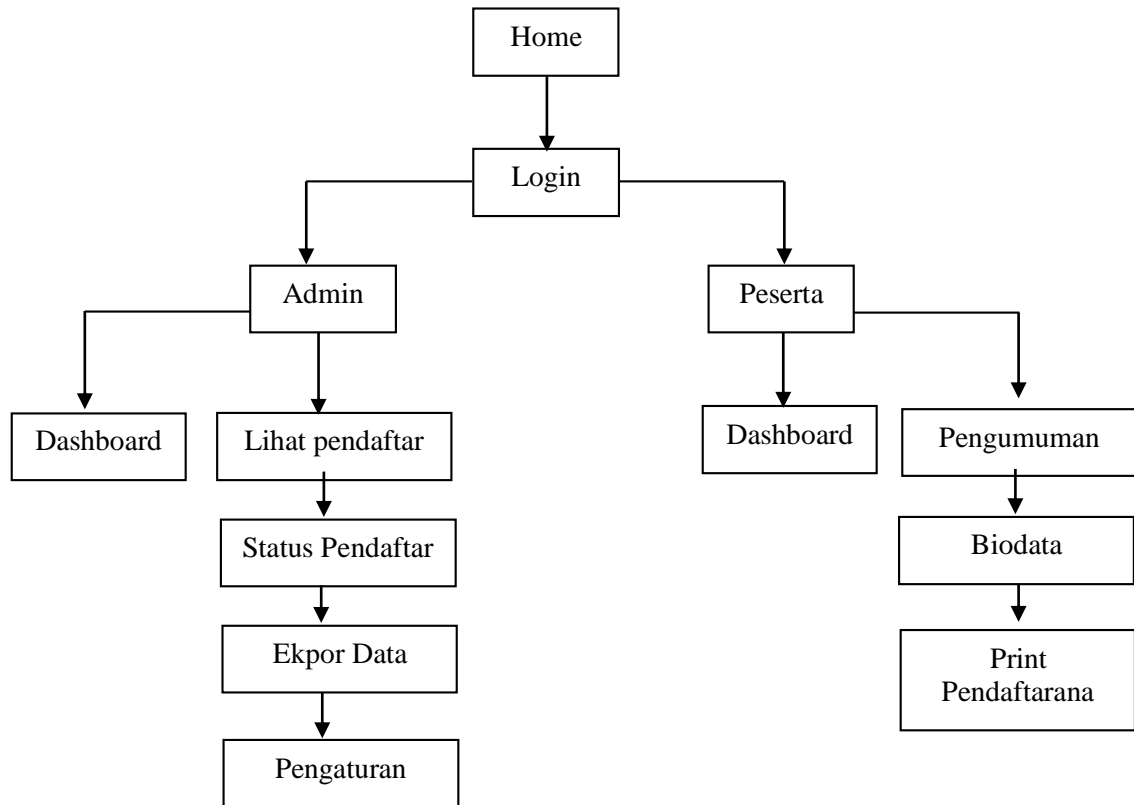 Home
Login
Admin
Peserta
Dashboard
Lihat pendaftar
Dashboard
Pengumuman
Status Pendaftar
Biodata
Ekpor Data
Print
Pendaftarana
Pengaturan